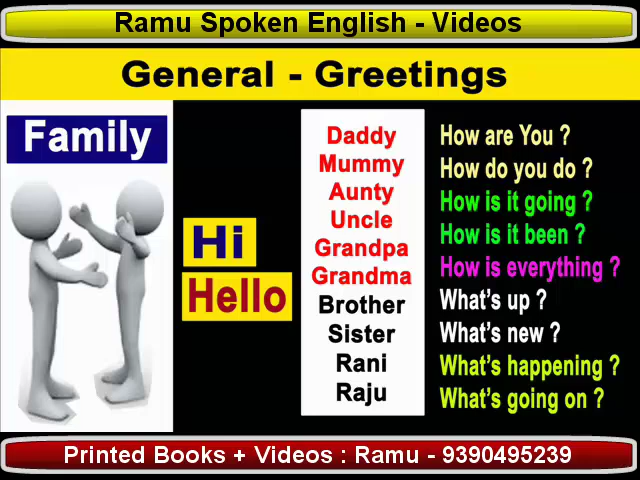 Ramu Spoken English - Videos
General - Greetings
Family
Hi
Hello
Daddy
Mummy
Aunty
Uncle
Grandpa
Grandma
Brother
Sister
Rani
Raju
How are You ?
How do you do ?
How is it going ?
How is it been ?
How is everything ?
What's up ?
What's new ?
What's happening ?
What's going on ?
Printed Books + Videos : Ramu - 9390495239